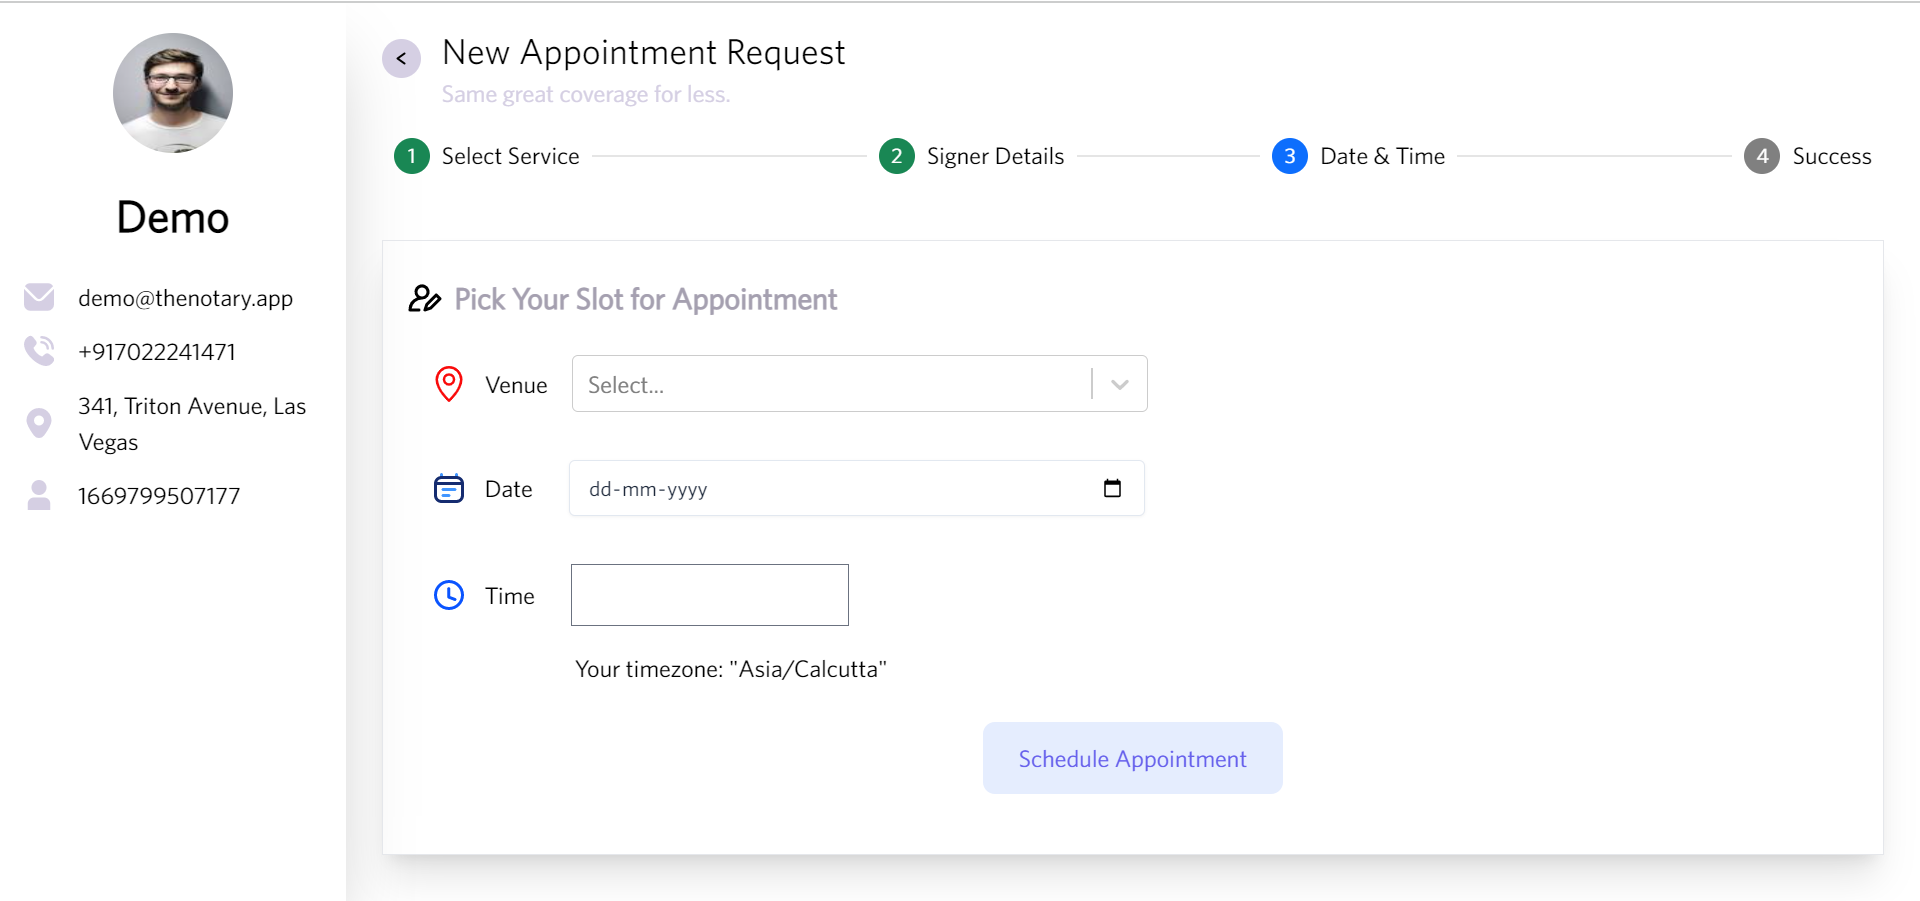 Demo
demo@thenotary.app
+917022241471
341, Triton Avenue, Las
Vegas
1669799507177
<
New Appointment Request
Same great coverage for less.
1 Select Service
2 Signer Details
3 Date & Time
4 Success
Pick Your Slot for Appointment
Venue Select...
Date dd-mm-yyyy
Time
Your timezone: "Asia/Calcutta"
Schedule Appointment